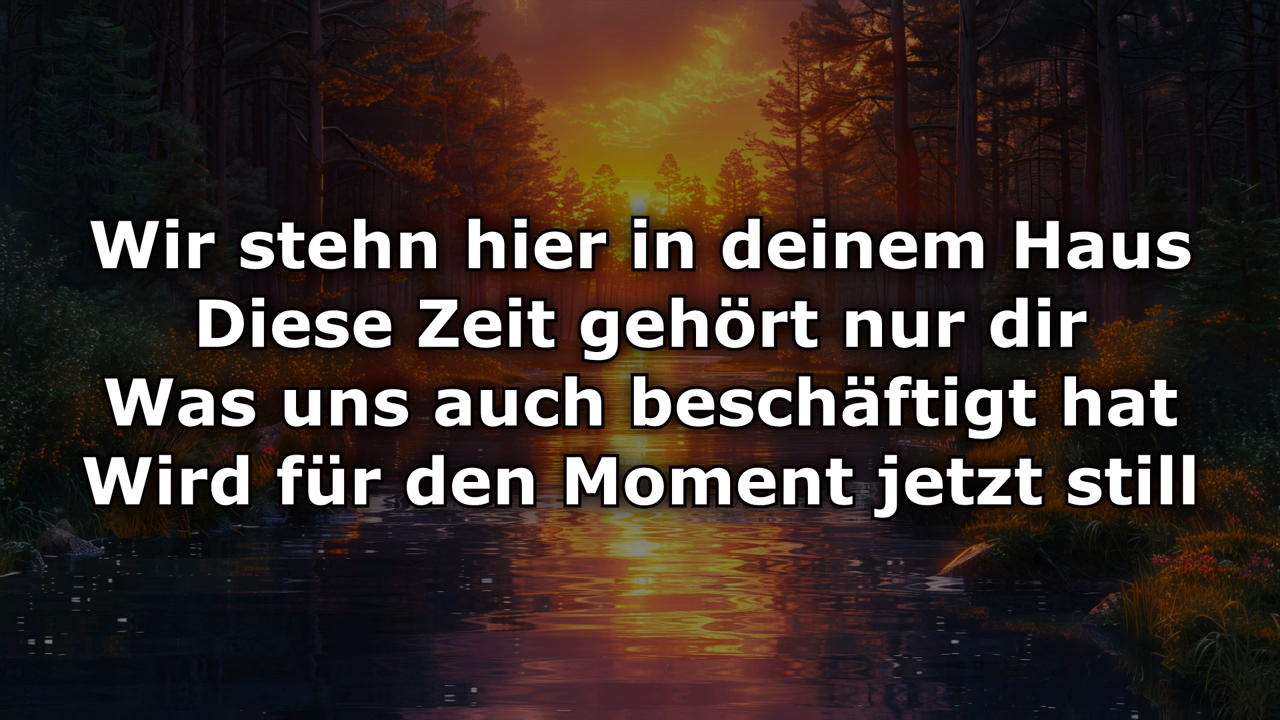 Wir stehn hier in deinem Haus
Diese Zeit gehört nur dir
Was uns auch beschäftigt hat
Wird für den Moment jetzt still